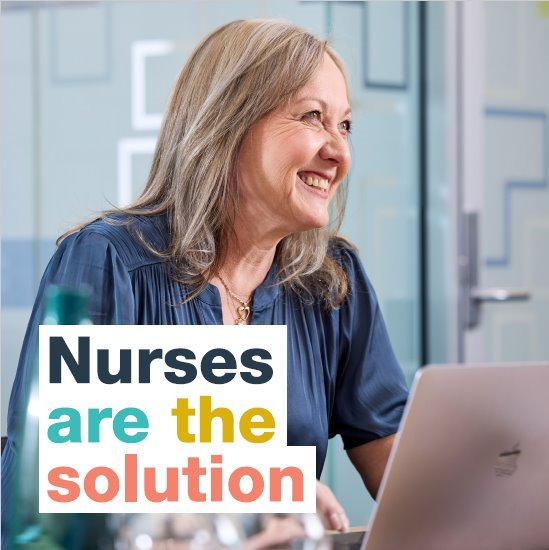 Nurses
are the
solution